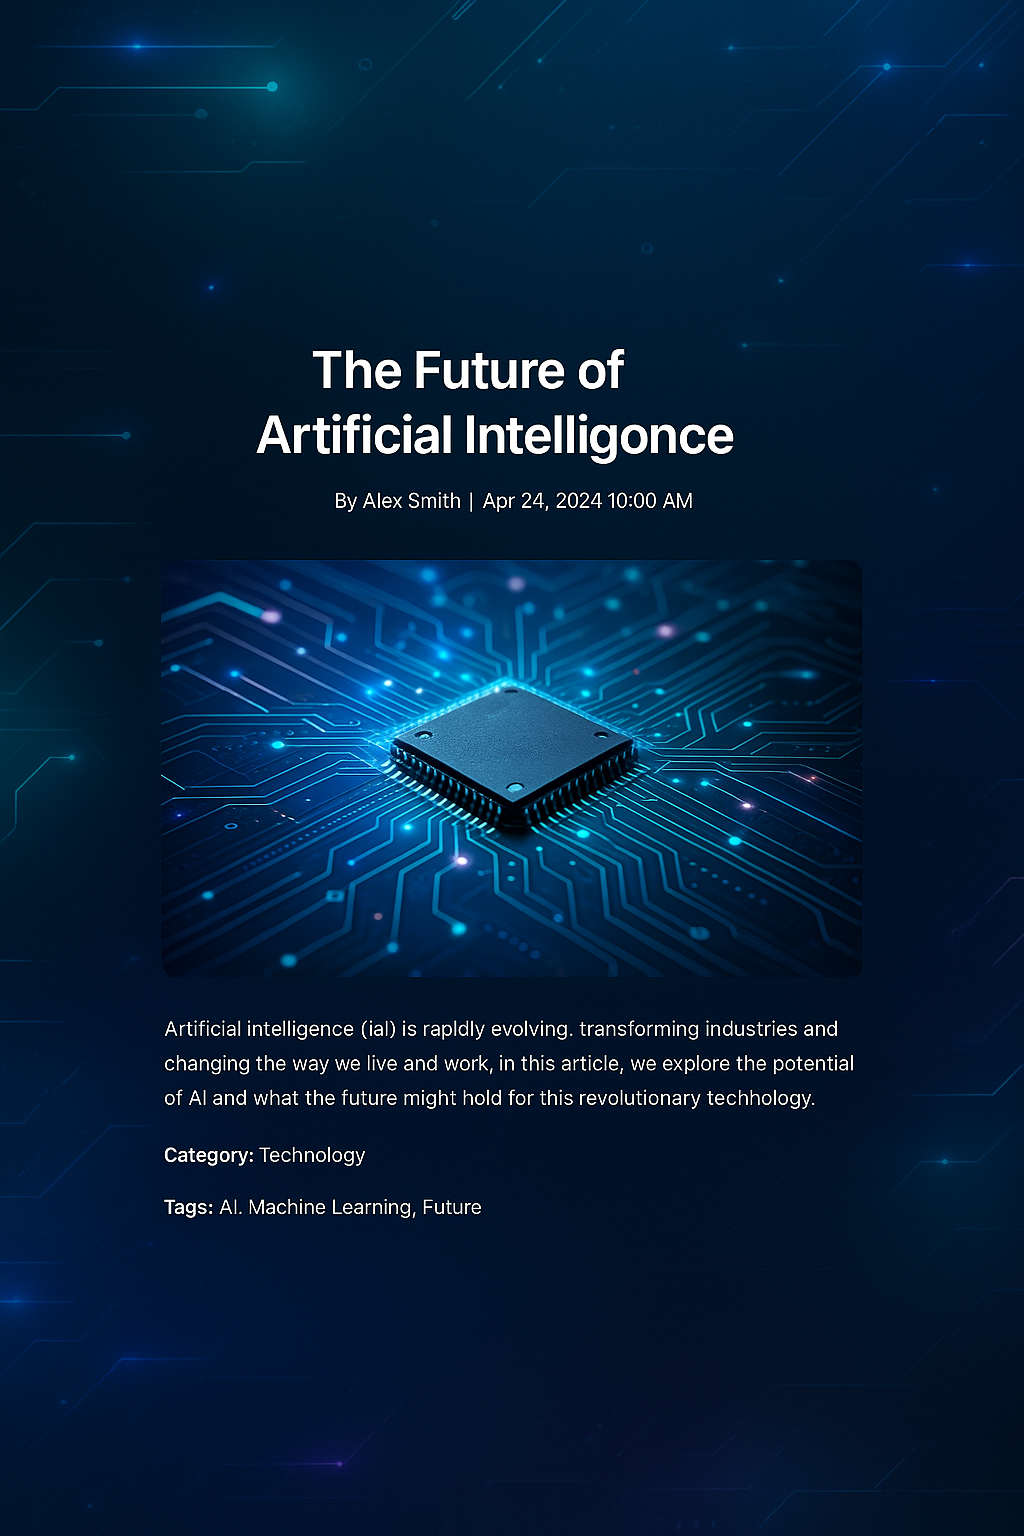 The Future of
Artificial Intelligonce
By Alex Smith | Apr 24, 2024 10:00 AM
Artificial intelligence (ial) is rapldly evolving. transforming industries and
changing the way we live and work, in this article, we explore the potential
of AI and what the future might hold for this revolutionary techhology.
Category: Technology
Tags: AI. Machine Learning, Future